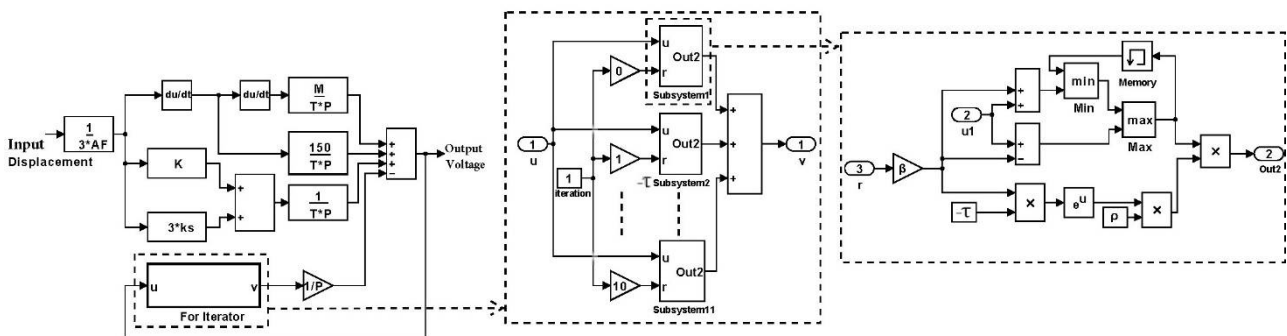 Input
Displacement
1
3*AF
du/dt
du/dt
M
T*P
150
T*P
K
3*ks
+
+
1
T*P
+
+
+
−
Output
Voltage
u
v
For Iterator
1/P
1
u
1
iteration
0
u
r
Out2
Subsystem1
1
u
r
Out2
Subsystem2
-τ
10
u
r
Out2
Subsystem11
+
+
+
1
v
3
r
β
2
u1
+
+
+
−
min
Min
Memory
max
Max
-τ
×
e^u
ρ
×
×
2
Out2